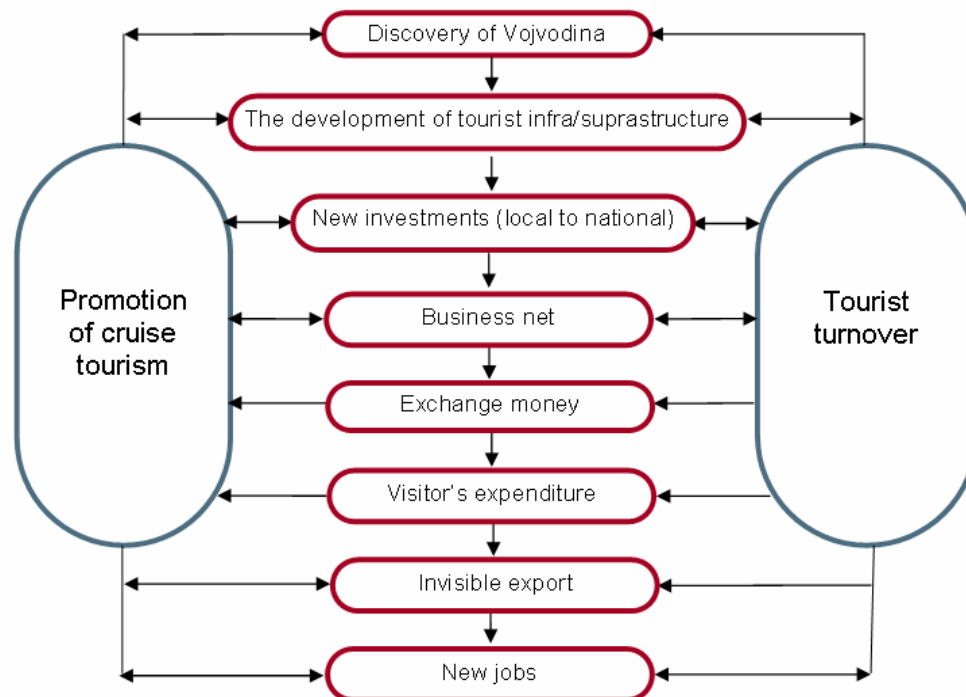 Discovery of Vojvodina
The development of tourist infra/suprastructure
New investments (local to national)
Promotion
of cruise
tourism
Business net
Tourist
turnover
Exchange money
Visitor's expenditure
Invisible export
New jobs